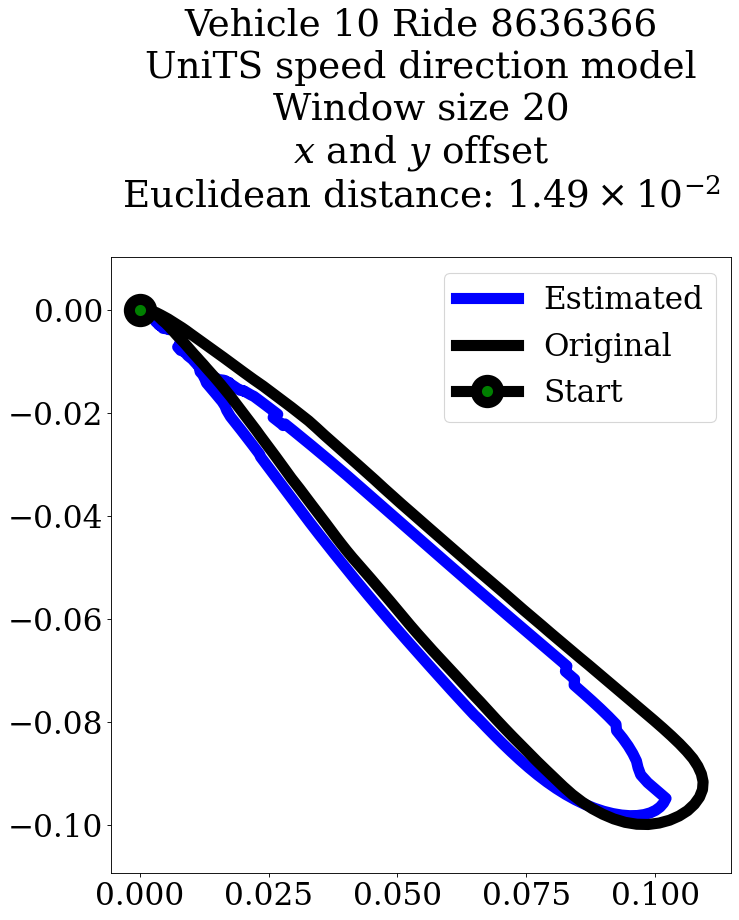 Vehicle 10 Ride 8636366
UniTS speed direction model
Window size 20
x and y offset
Euclidean distance: 1.49 × 10⁻²
Estimated
Original
Start
0.00
−0.02
−0.04
−0.06
−0.08
−0.10
0.000 0.025 0.050 0.075 0.100